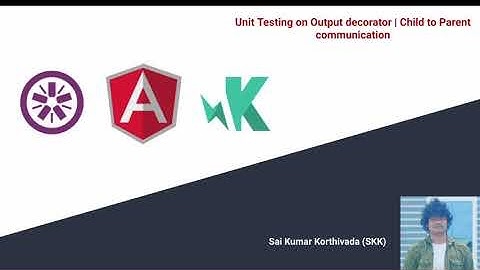 Unit Testing on Output decorator | Child to Parent
communication
A
K
Sai Kumar Korthivada (SKK)